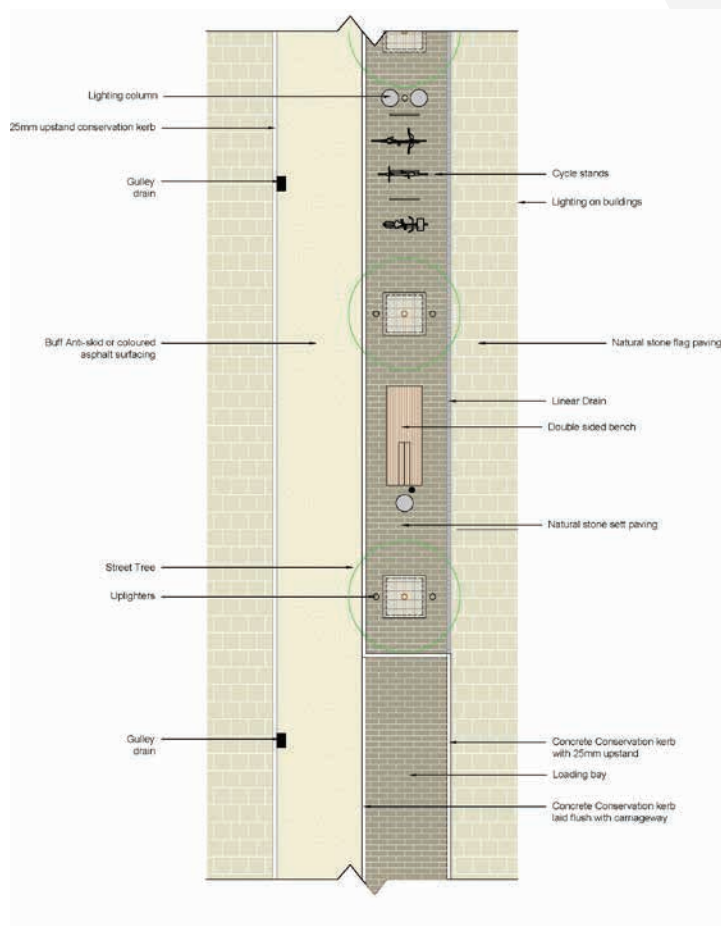 Lighting column
25mm upstand conservation kerb
Gulley
drain
Cycle stands
Lighting on buildings
Buff Anti-skid or coloured
asphalt surfacing
Natural stone flag paving
Linear Drain
Double sided bench
Natural stone sett paving
Street Tree
Uplighters
Gulley
drain
Concrete Conservation kerb
with 25mm upstand
Loading bay
Concrete Conservation kerb
laid flush with carriageway